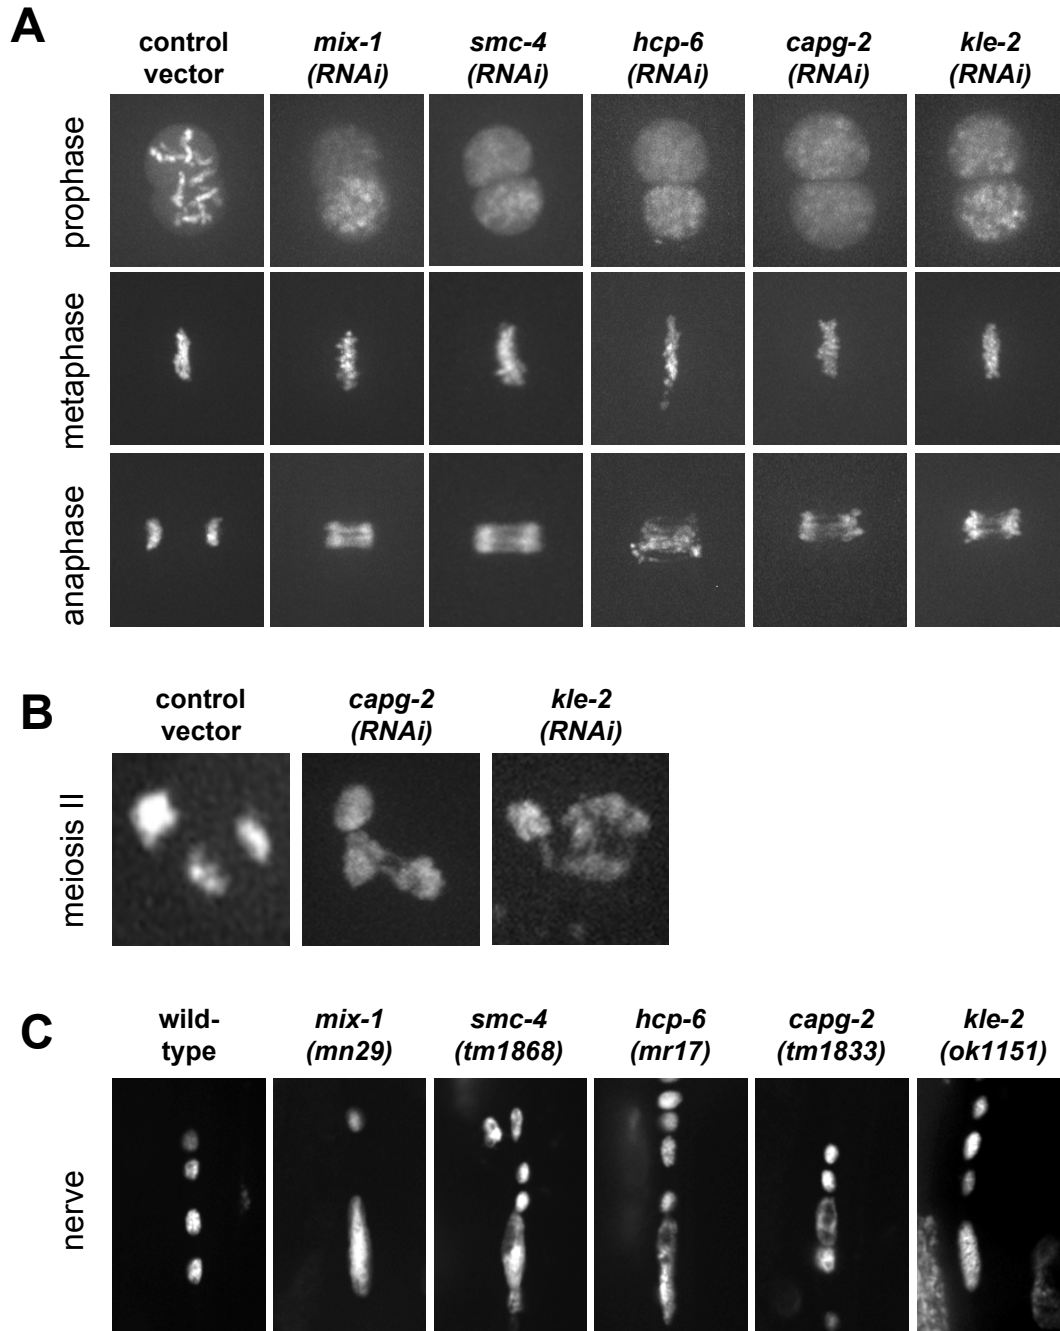 A
control
vector
mix-1
(RNAi)
smc-4
(RNAi)
hcp-6
(RNAi)
capg-2
(RNAi)
kle-2
(RNAi)
prophase
metaphase
anaphase
B
control
vector
capg-2
(RNAi)
kle-2
(RNAi)
meiosis II
C
wild-
type
mix-1
(mn29)
smc-4
(tm1868)
hcp-6
(mr17)
capg-2
(tm1833)
kle-2
(ok1151)
nerve